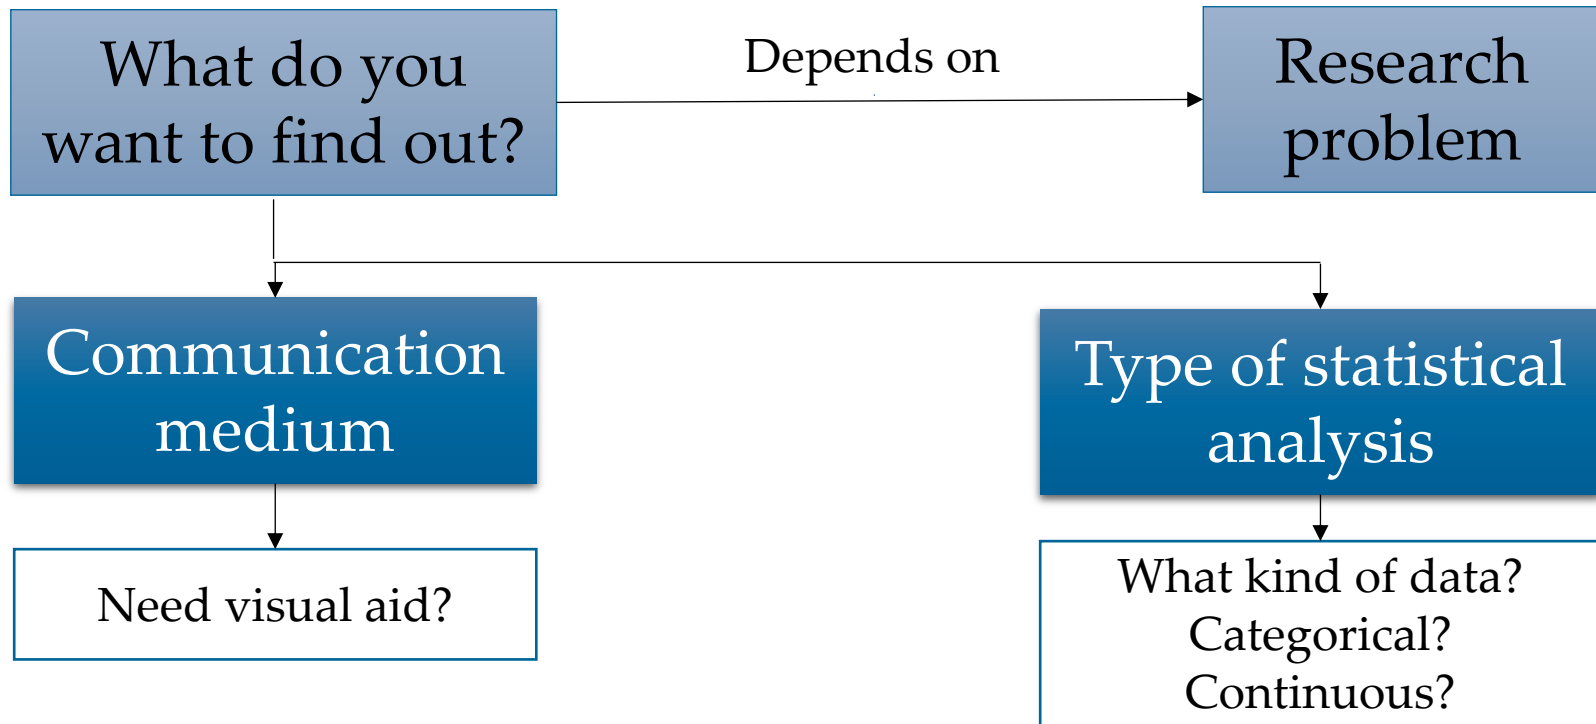 What do you
want to find out?
Depends on
Research
problem
Communication
medium
Type of statistical
analysis
Need visual aid?
What kind of data?
Categorical?
Continuous?